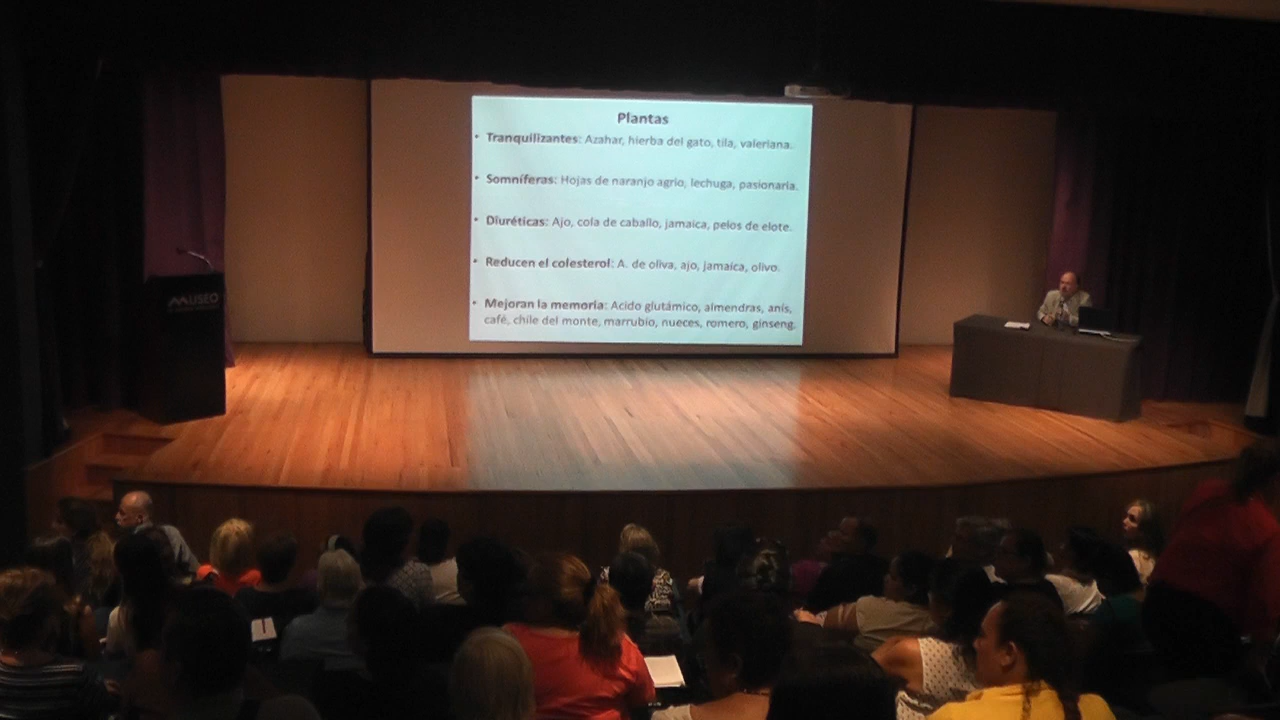 Plantas
• Tranquilizantes: Azahar, hierba del gato, tila, valeriana.
• Somníferas: Hojas de naranjo agrio, lechuga, pasionaria.
• Diuréticas: Ajo, cola de caballo, jamaica, pelos de elote.
• Reducen el colesterol: A. de oliva, ajo, jamaica, olivo.
• Mejoran la memoria: Acido glutámico, almendras, anís,
café, chile del monte, marrubio, nueces, romero, ginseng.
MUSEO